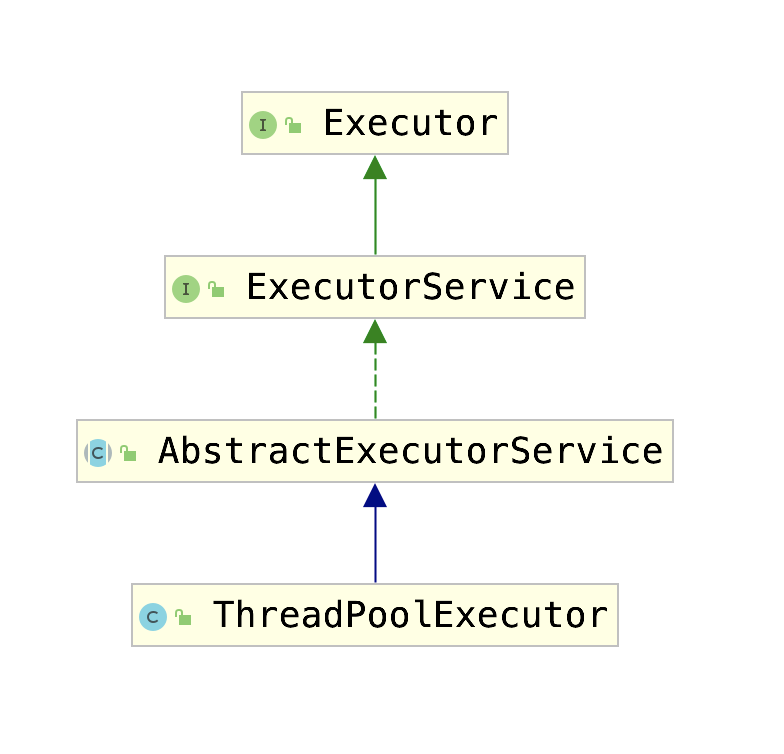 I Executor
I ExecutorService
C AbstractExecutorService
C ThreadPoolExecutor